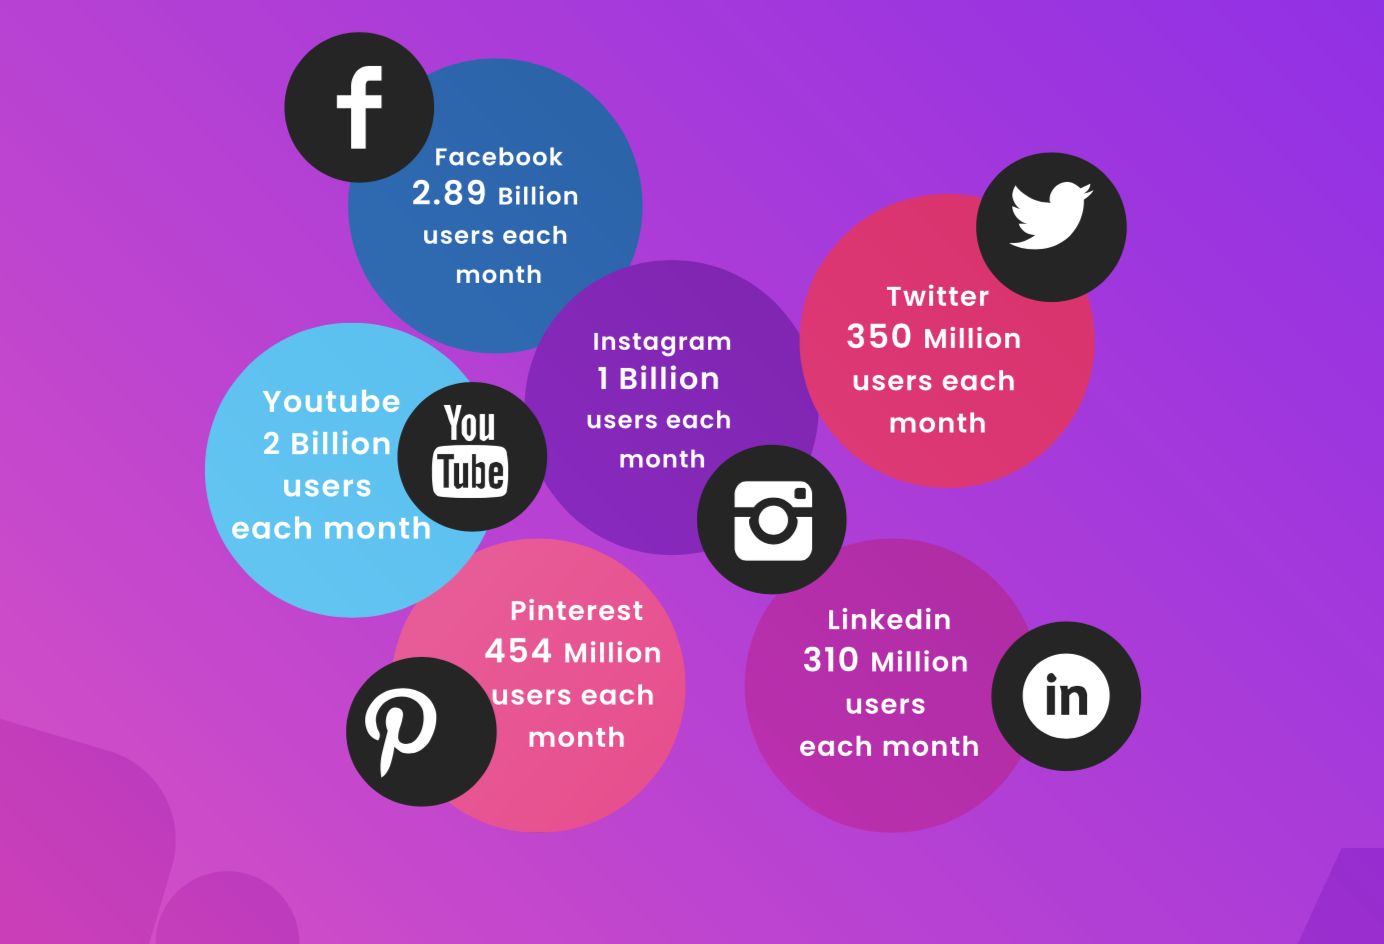 Facebook
2.89 Billion
users each
month
Twitter
350 Million
users each
month
Instagram
1 Billion
users each
month
Youtube
2 Billion
users
each month
You
Tube
Pinterest
454 Million
users each
month
Linkedin
310 Million
users
each month
in